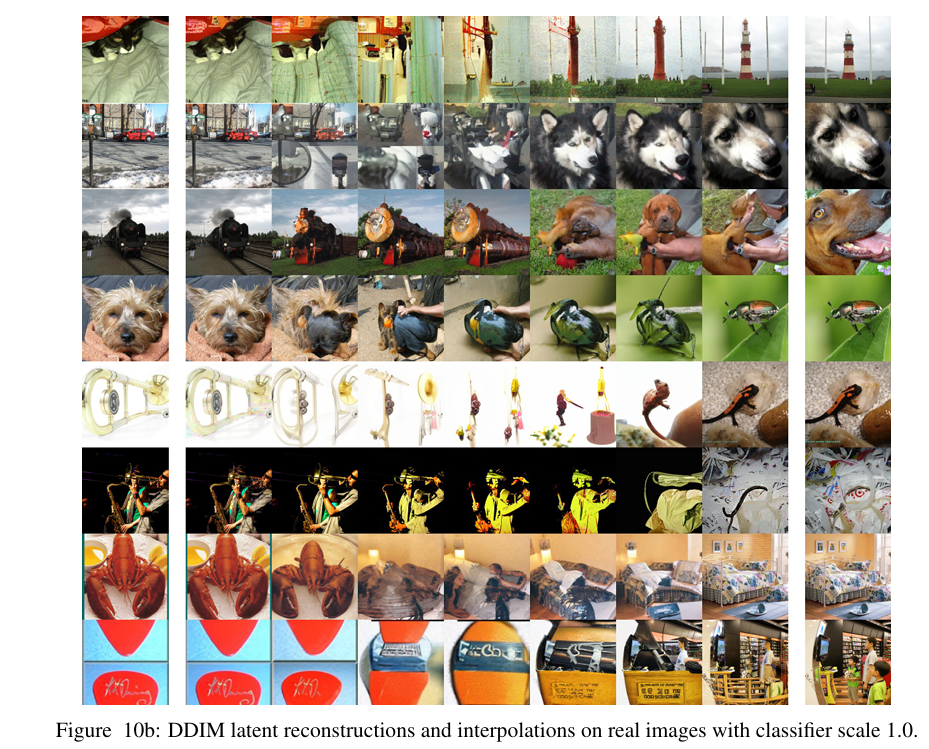 Figure 10b: DDIM latent reconstructions and interpolations on real images with classifier scale 1.0.